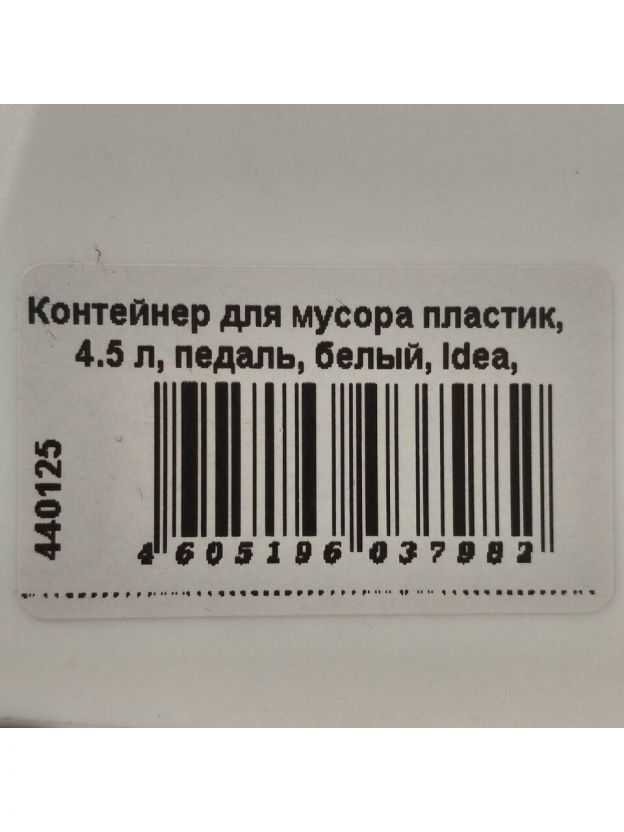 Контейнер для мусора пластик,
4.5 л, педаль, белый, Idea,
440125
4 605196 037982